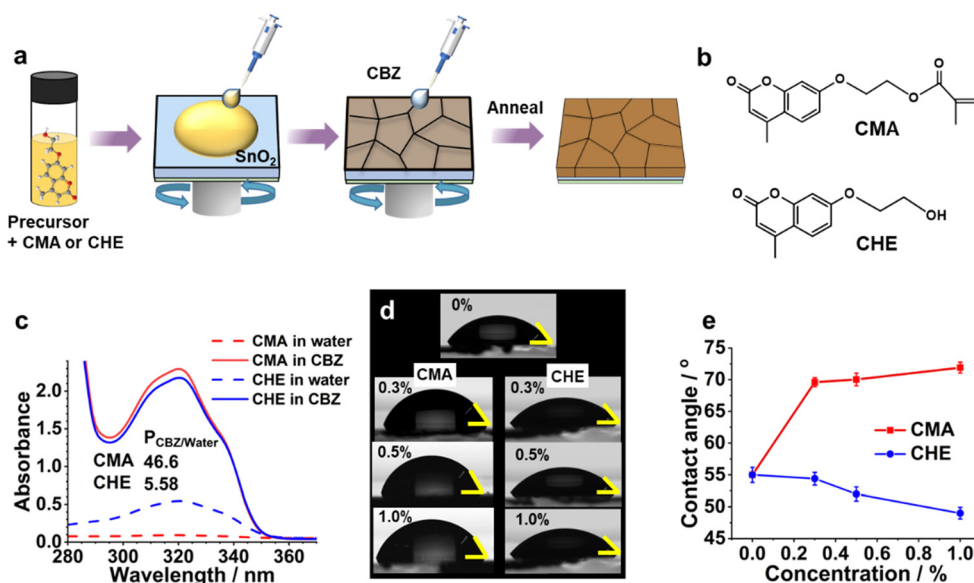 a
CBZ
Anneal
SnO₂
Precursor
+ CMA or CHE
b
O
O
O
O
O
CMA
O
O
O
OH
CHE
c
CMA in water
CMA in CBZ
CHE in water
CHE in CBZ
P CBZ/Water
CMA 46.6
CHE 5.58
Absorbance
2.0
1.5
1.0
0.5
0.0
280 300 320 340 360
Wavelength / nm
d
0%
CMA CHE
0.3% 0.3%
0.5% 0.5%
1.0% 1.0%
e
Contact angle / °
75
70
65
60
55
50
45
CMA
CHE
0.0 0.2 0.4 0.6 0.8 1.0
Concentration / %